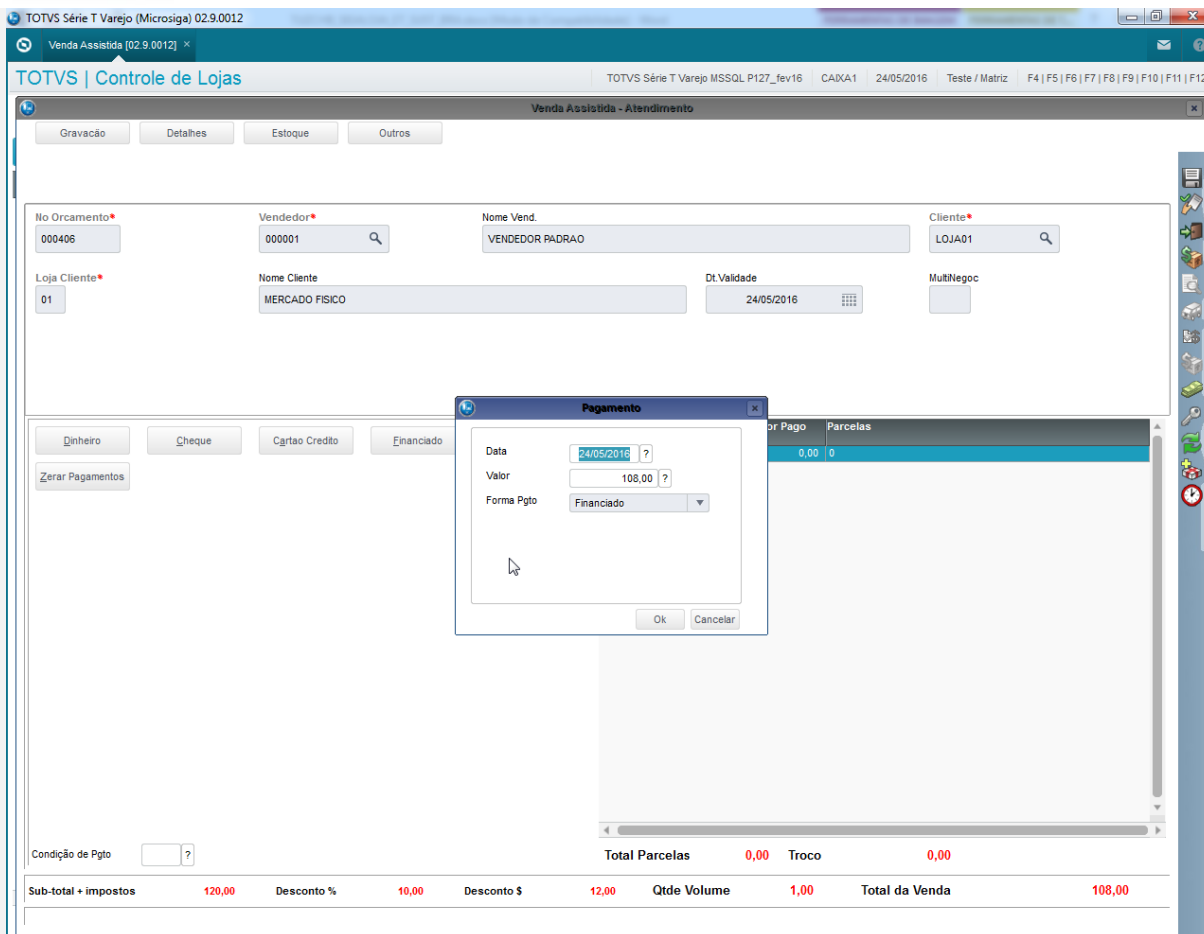 TOTVS Série T Varejo (Microsiga) 02.9.0012
Venda Assistida [02.9.0012] ×
TOTVS | Controle de Lojas
TOTVS Série T Varejo MSSQL P127_fev16 CAIXA1 24/05/2016 Teste / Matriz F4 | F5 | F6 | F7 | F8 | F9 | F10 | F11 | F12
Venda Assistida - Atendimento
Gravacão Detalhes Estoque Outros
No Orcamento* Vendedor* Nome Vend. Cliente*
000406 000001 VENDEDOR PADRAO LOJA01
Loja Cliente* Nome Cliente Dt.Validade MultiNegoc
01 MERCADO FISICO 24/05/2016
Pagamento
or Pago Parcelas
Dinheiro Cheque Cartao Credito Financiado
0,00 0
Zerar Pagamentos
Data 24/05/2016 ?
Valor 108,00 ?
Forma Pgto Financiado
Ok Cancelar
Condição de Pgto ?
Total Parcelas 0,00 Troco 0,00
Sub-total + impostos 120,00 Desconto % 10,00 Desconto $ 12,00 Qtde Volume 1,00 Total da Venda 108,00